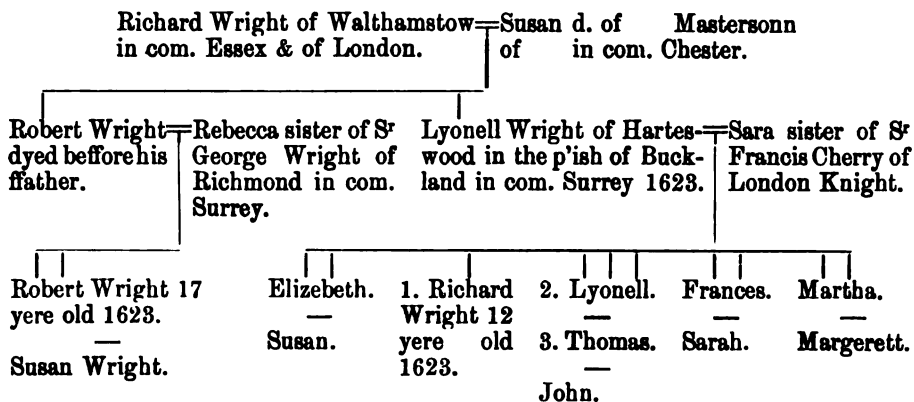 Richard Wright of Walthamstow=Susan d. of Mastersonn
in com. Essex & of London. of in com. Chester.
Robert Wright=Rebecca sister of Sr
dyed beffore his George Wright of
ffather. Richmond in com.
Surrey.
Lyonell Wright of Hartes-=Sara sister of Sr
wood in the p'ish of Buck- Francis Cherry of
land in com. Surrey 1623. London Knight.
Robert Wright 17
yere old 1623.
—
Susan Wright.
Elizebeth.
—
Susan.
1. Richard
Wright 12
yere old
1623.
2. Lyonell.
—
3. Thomas.
—
John.
Frances.
—
Sarah.
Martha.
—
Margerett.